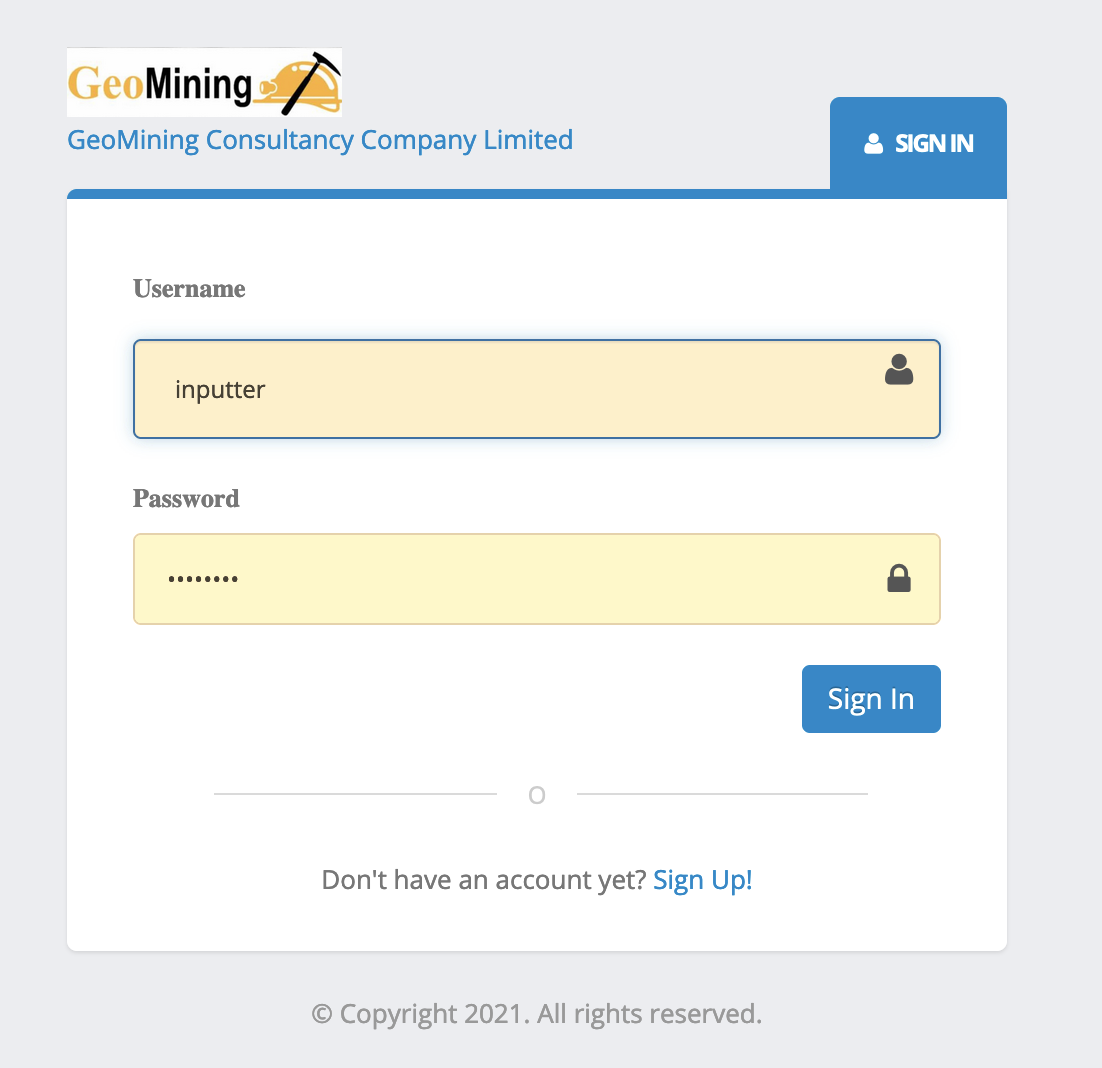 GeoMining
GeoMining Consultancy Company Limited
SIGN IN
Username
inputter
Password
••••••••
Sign In
O
Don't have an account yet? Sign Up!
© Copyright 2021. All rights reserved.